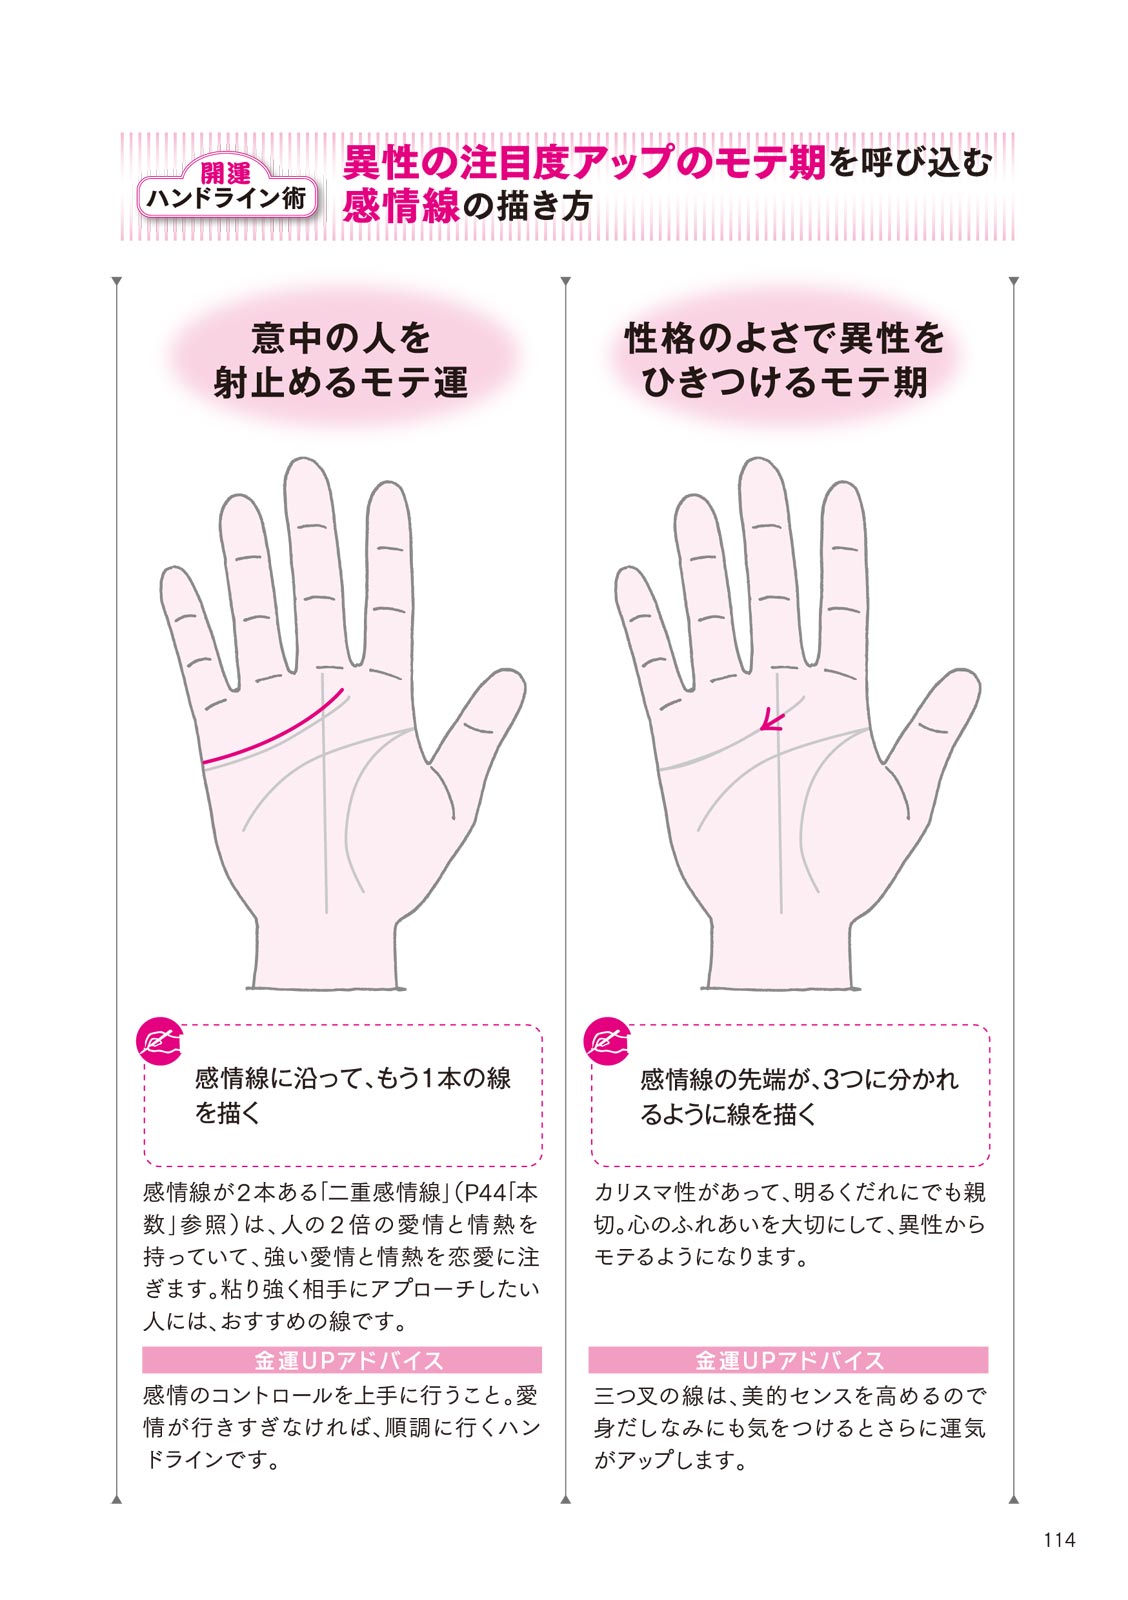 開運
ハンドライン術
異性の注目度アップのモテ期を呼び込む
感情線の描き方
意中の人を
射止めるモテ運
感情線に沿って、もう1本の線
を描く
感情線が2本ある「二重感情線」（P44「本
数」参照）は、人の2倍の愛情と情熱を
持っていて、強い愛情と情熱を恋愛に注
ぎます。粘り強く相手にアプローチしたい
人には、おすすめの線です。
金運UPアドバイス
感情のコントロールを上手に行うこと。愛
情が行きすぎなければ、順調に行くハン
ドラインです。
性格のよさで異性を
ひきつけるモテ期
感情線の先端が、3つに分かれ
るように線を描く
カリスマ性があって、明るくだれにでも親
切。心のふれあいを大切にして、異性から
モテるようになります。
金運UPアドバイス
三つ叉の線は、美的センスを高めるので
身だしなみにも気をつけるとさらに運気
がアップします。
114